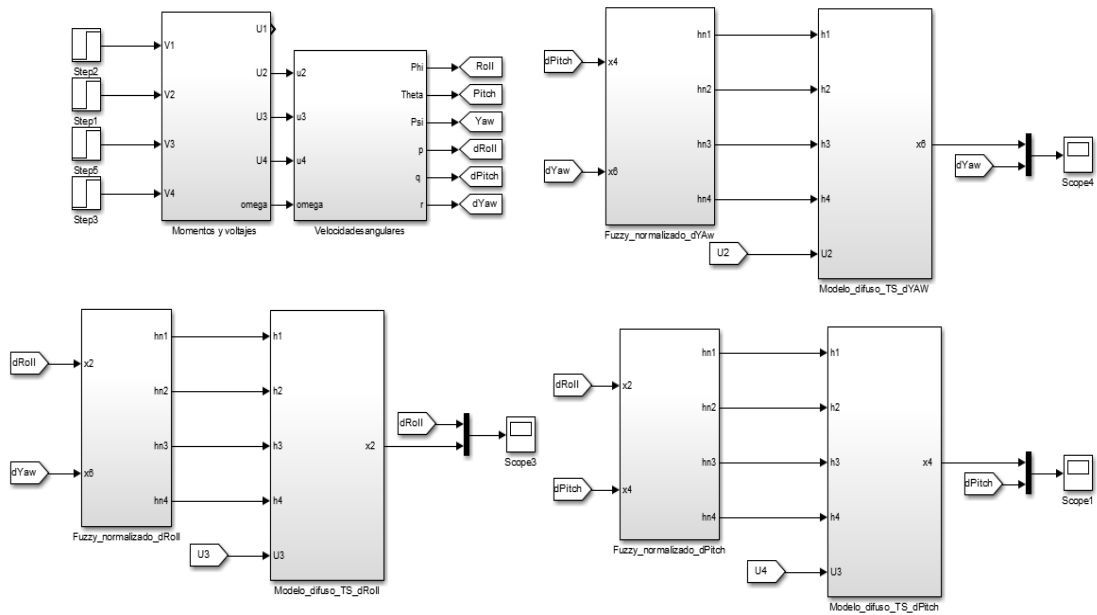 Step2
Step1
Step5
Step3
V1
V2
V3
V4
U1
U2
U3
U4
omega
Momentos y voltajes
u2
u3
u4
omega
Phi
Theta
Psi
p
q
r
Velocidadesangulares
Roll
Pitch
Yaw
dRoll
dPitch
dYaw
dPitch
dYaw
x4
x6
hn1
hn2
hn3
hn4
Fuzzy_normalizado_dYAw
U2
h1
h2
h3
h4
U2
x6
Modelo_difuso_TS_dYAW
dYaw
Scope4
dRoll
dYaw
x2
x6
hn1
hn2
hn3
hn4
Fuzzy_normalizado_dRoll
U3
h1
h2
h3
h4
U3
x2
Modelo_difuso_TS_dRoll
dRoll
Scope3
dRoll
dPitch
x2
x4
hn1
hn2
hn3
hn4
Fuzzy_normalizado_dPitch
U4
h1
h2
h3
h4
U3
x4
Modelo_difuso_TS_dPitch
dPitch
Scope1